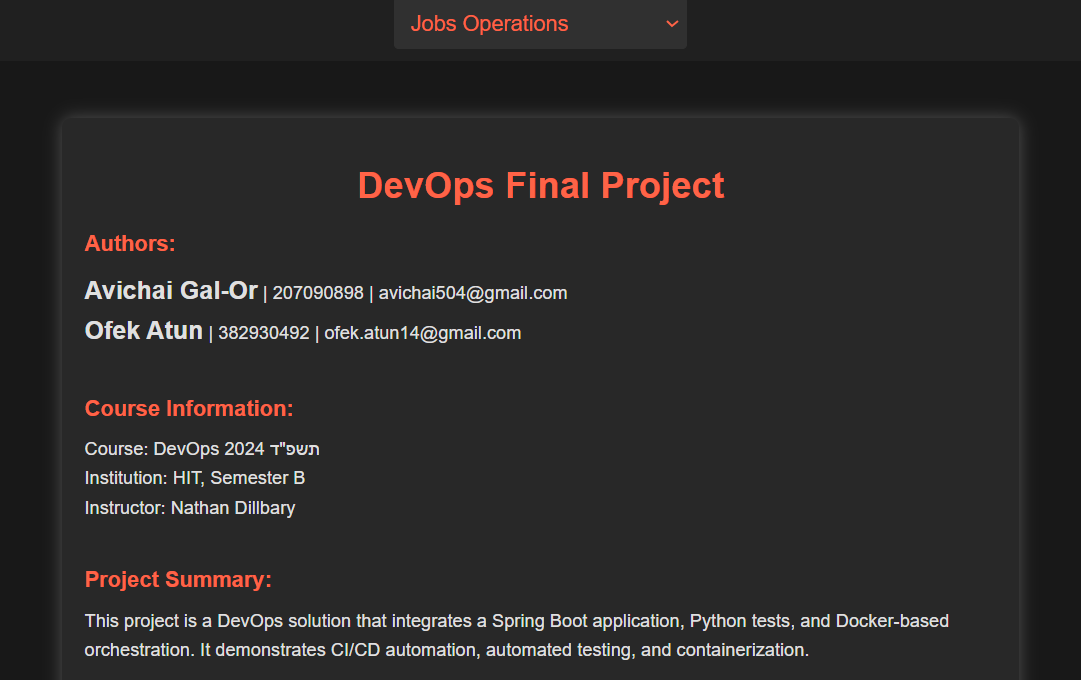 Jobs Operations
DevOps Final Project
Authors:
Avichai Gal-Or | 207090898 | avichai504@gmail.com
Ofek Atun | 382930492 | ofek.atun14@gmail.com
Course Information:
Course: DevOps 2024 תשפ"ד
Institution: HIT, Semester B
Instructor: Nathan Dillbary
Project Summary:
This project is a DevOps solution that integrates a Spring Boot application, Python tests, and Docker-based
orchestration. It demonstrates CI/CD automation, automated testing, and containerization.